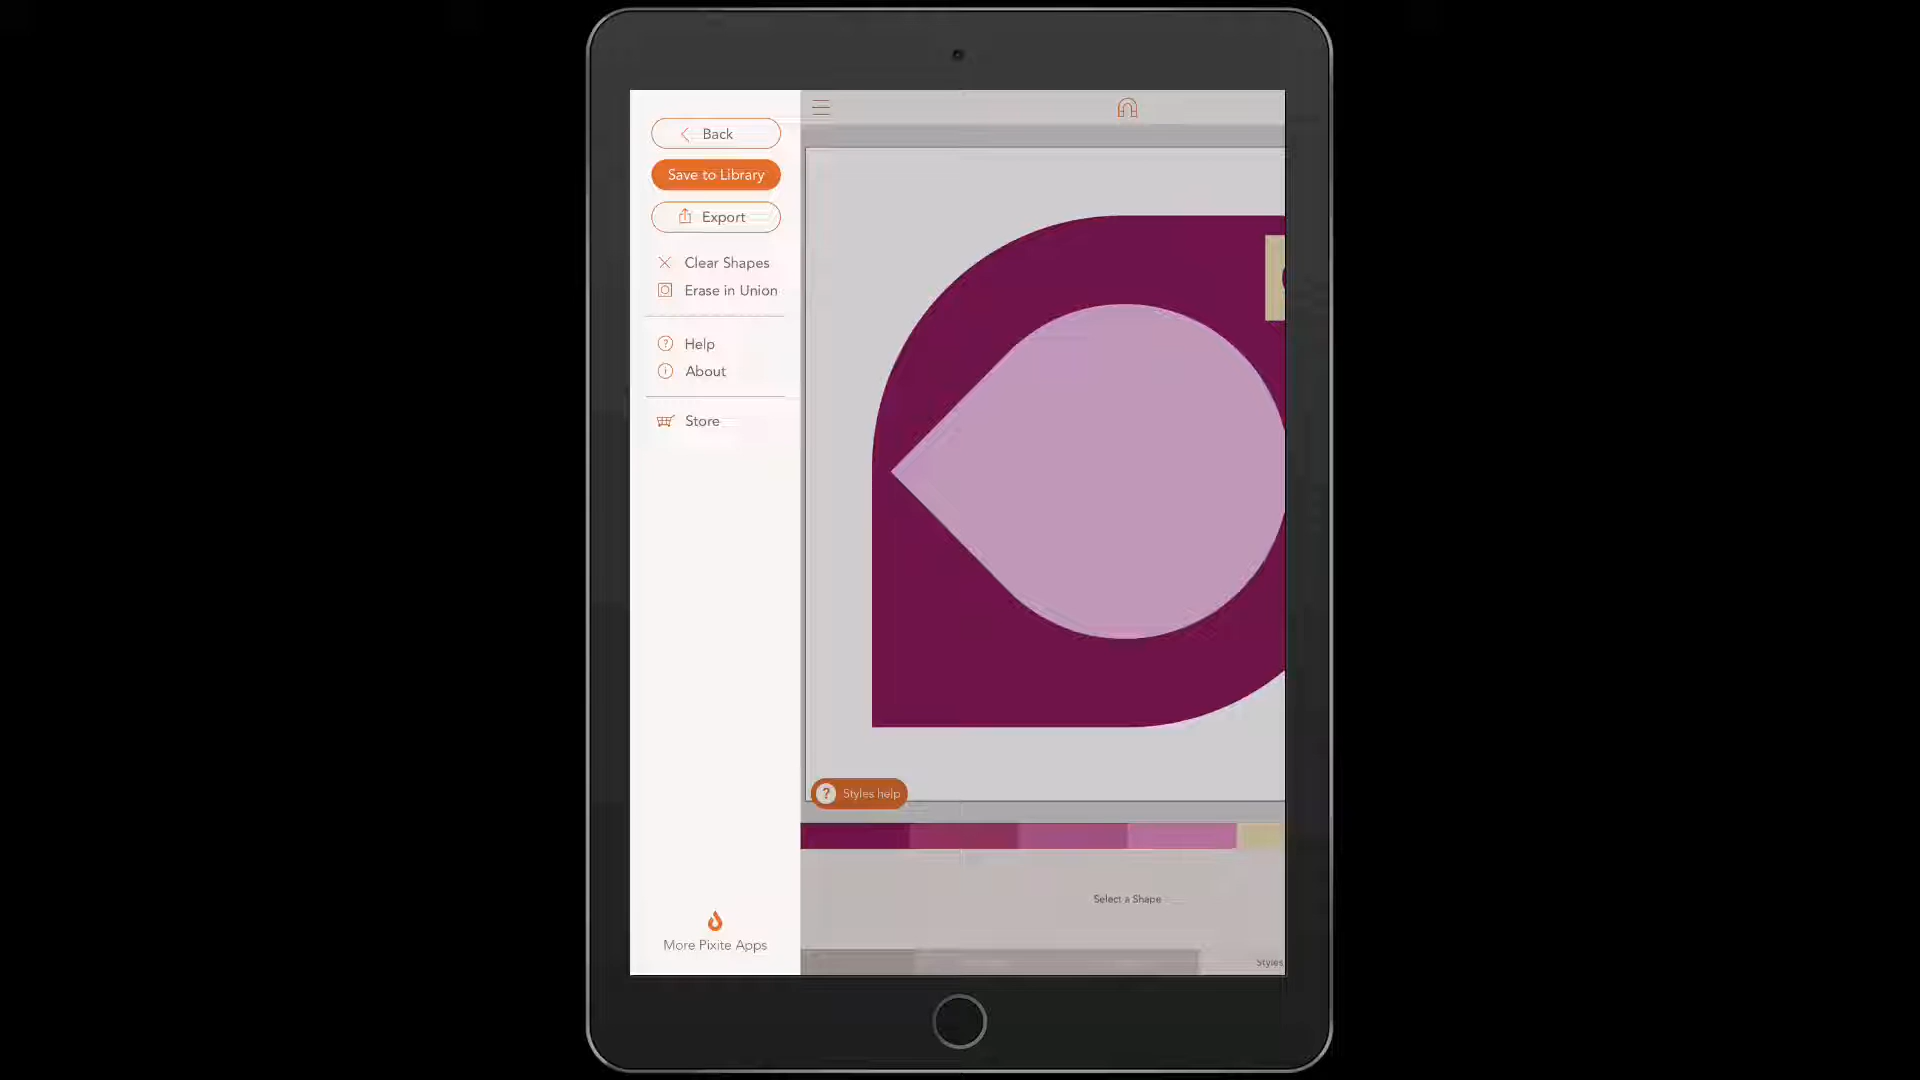 Back
Save to Library
Export
Clear Shapes
Erase in Union
Help
About
Store
More Pixite Apps
? Styles help
Select a Shape
Styles